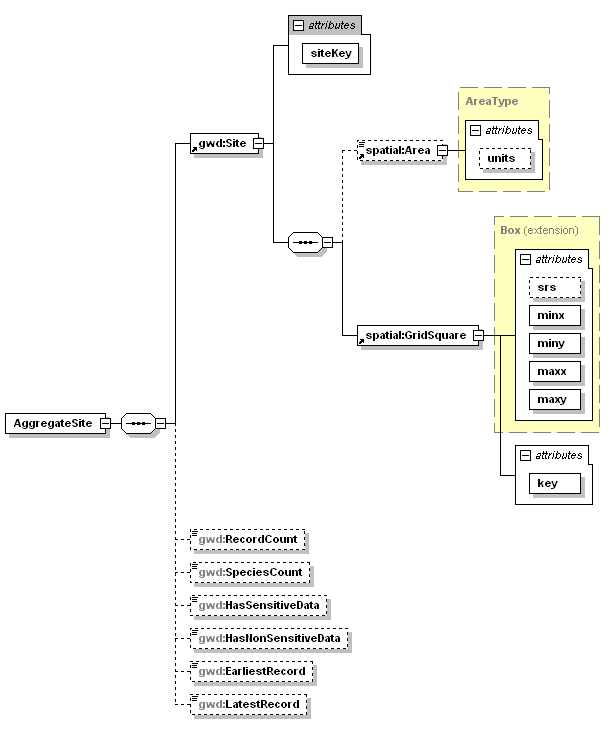 attributes
siteKey
AreaType
attributes
gwd:Site
spatial:Area
units
Box (extension)
attributes
srs
minx
spatial:GridSquare
miny
maxx
maxy
AggregateSite
attributes
key
gwd:RecordCount
gwd:SpeciesCount
gwd:HasSensitiveData
gwd:HasNonSensitiveData
gwd:EarliestRecord
gwd:LatestRecord